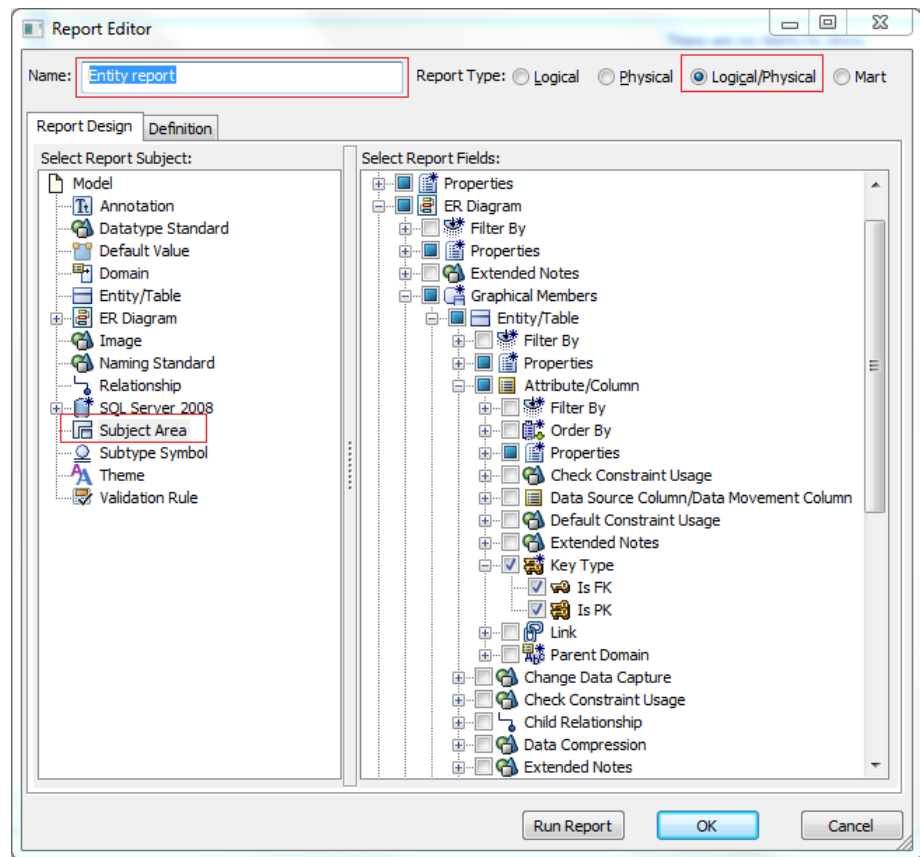 Report Editor
Name: Entity report Report Type: Logical Physical Logical/Physical Mart
Report Design Definition
Select Report Subject:
Model
Annotation
Datatype Standard
Default Value
Domain
Entity/Table
ER Diagram
Image
Naming Standard
Relationship
SQL Server 2008
Subject Area
Subtype Symbol
Theme
Validation Rule
Select Report Fields:
Properties
ER Diagram
Filter By
Properties
Extended Notes
Graphical Members
Entity/Table
Filter By
Properties
Attribute/Column
Filter By
Order By
Properties
Check Constraint Usage
Data Source Column/Data Movement Column
Default Constraint Usage
Extended Notes
Key Type
Is FK
Is PK
Link
Parent Domain
Change Data Capture
Check Constraint Usage
Child Relationship
Data Compression
Extended Notes
Run Report OK Cancel